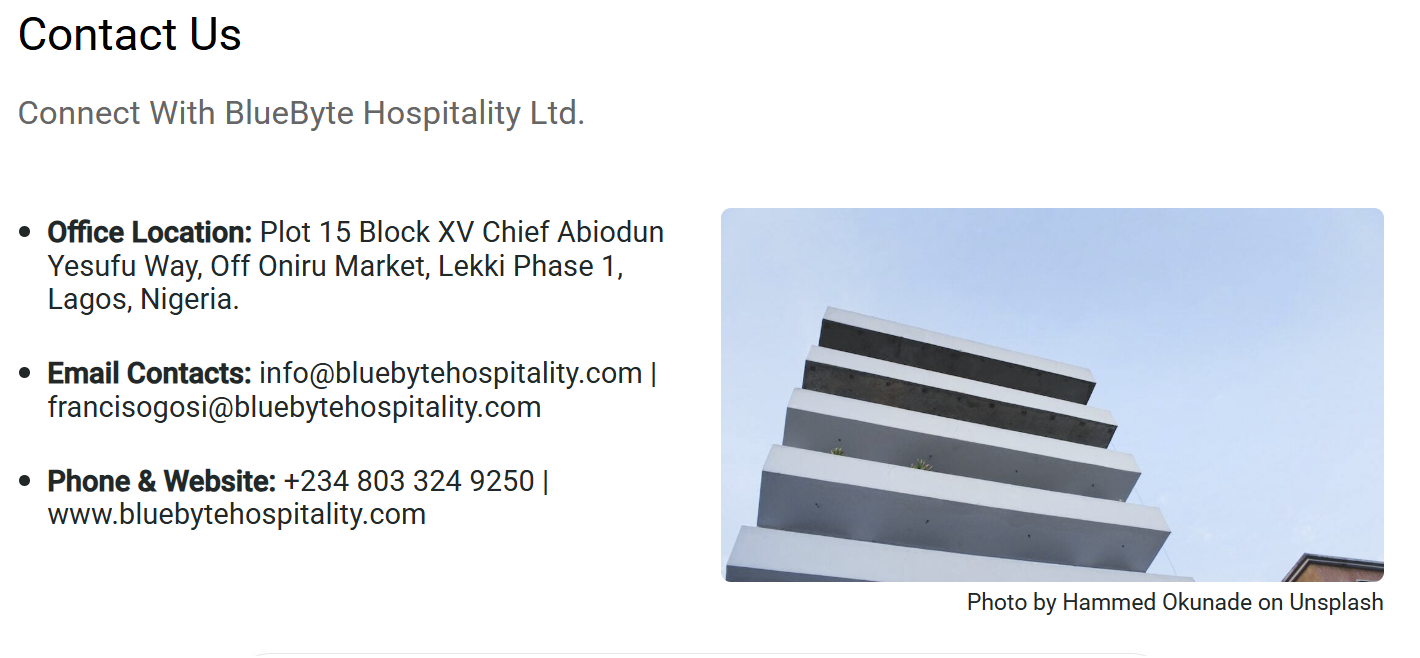 Contact Us
Connect With BlueByte Hospitality Ltd.
Office Location: Plot 15 Block XV Chief Abiodun
Yesufu Way, Off Oniru Market, Lekki Phase 1,
Lagos, Nigeria.
Email Contacts: info@bluebytehospitality.com |
francisogosi@bluebytehospitality.com
Phone & Website: +234 803 324 9250 |
www.bluebytehospitality.com
Photo by Hammed Okunade on Unsplash